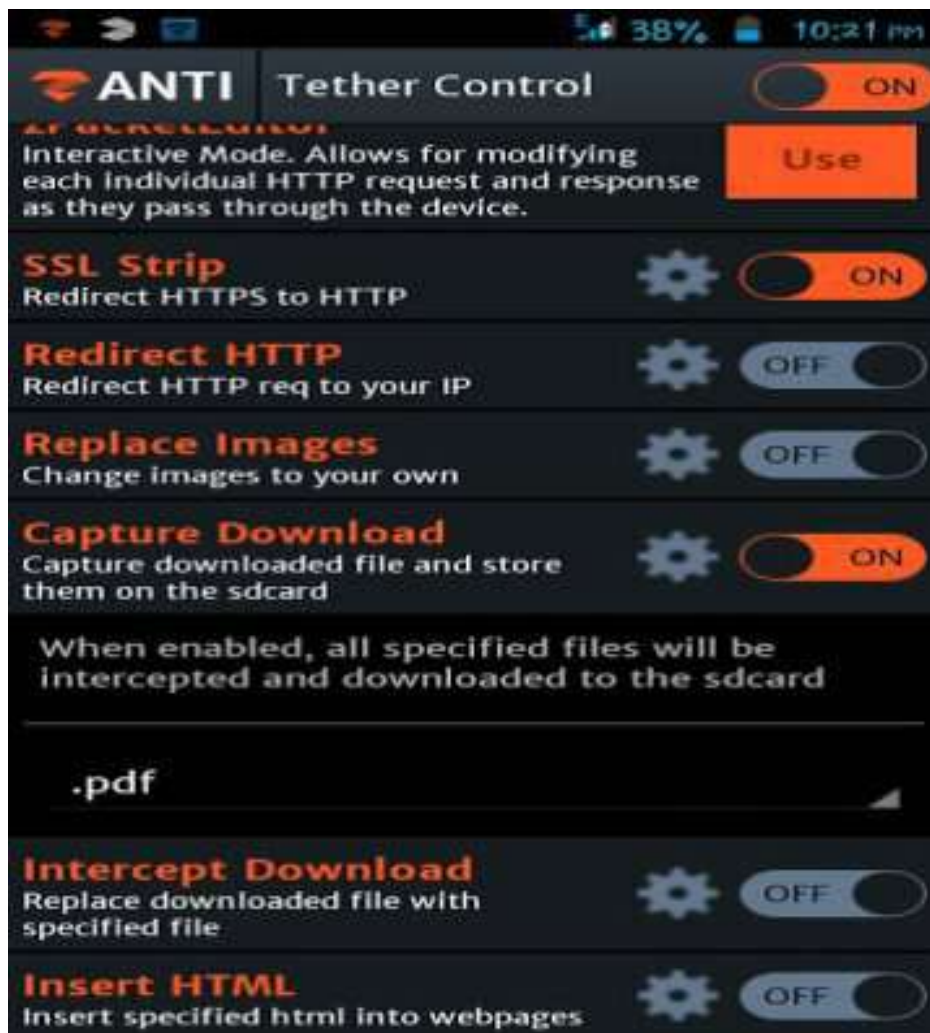 38% 10:21 PM
ANTI Tether Control ON
zPacketEditor
Interactive Mode. Allows for modifying
each individual HTTP request and response
as they pass through the device.
Use
SSL Strip
Redirect HTTPS to HTTP
ON
Redirect HTTP
Redirect HTTP req to your IP
OFF
Replace Images
Change images to your own
OFF
Capture Download
Capture downloaded file and store
them on the sdcard
ON
When enabled, all specified files will be
intercepted and downloaded to the sdcard
.pdf
Intercept Download
Replace downloaded file with
specified file
OFF
Insert HTML
Insert specified html into webpages
OFF